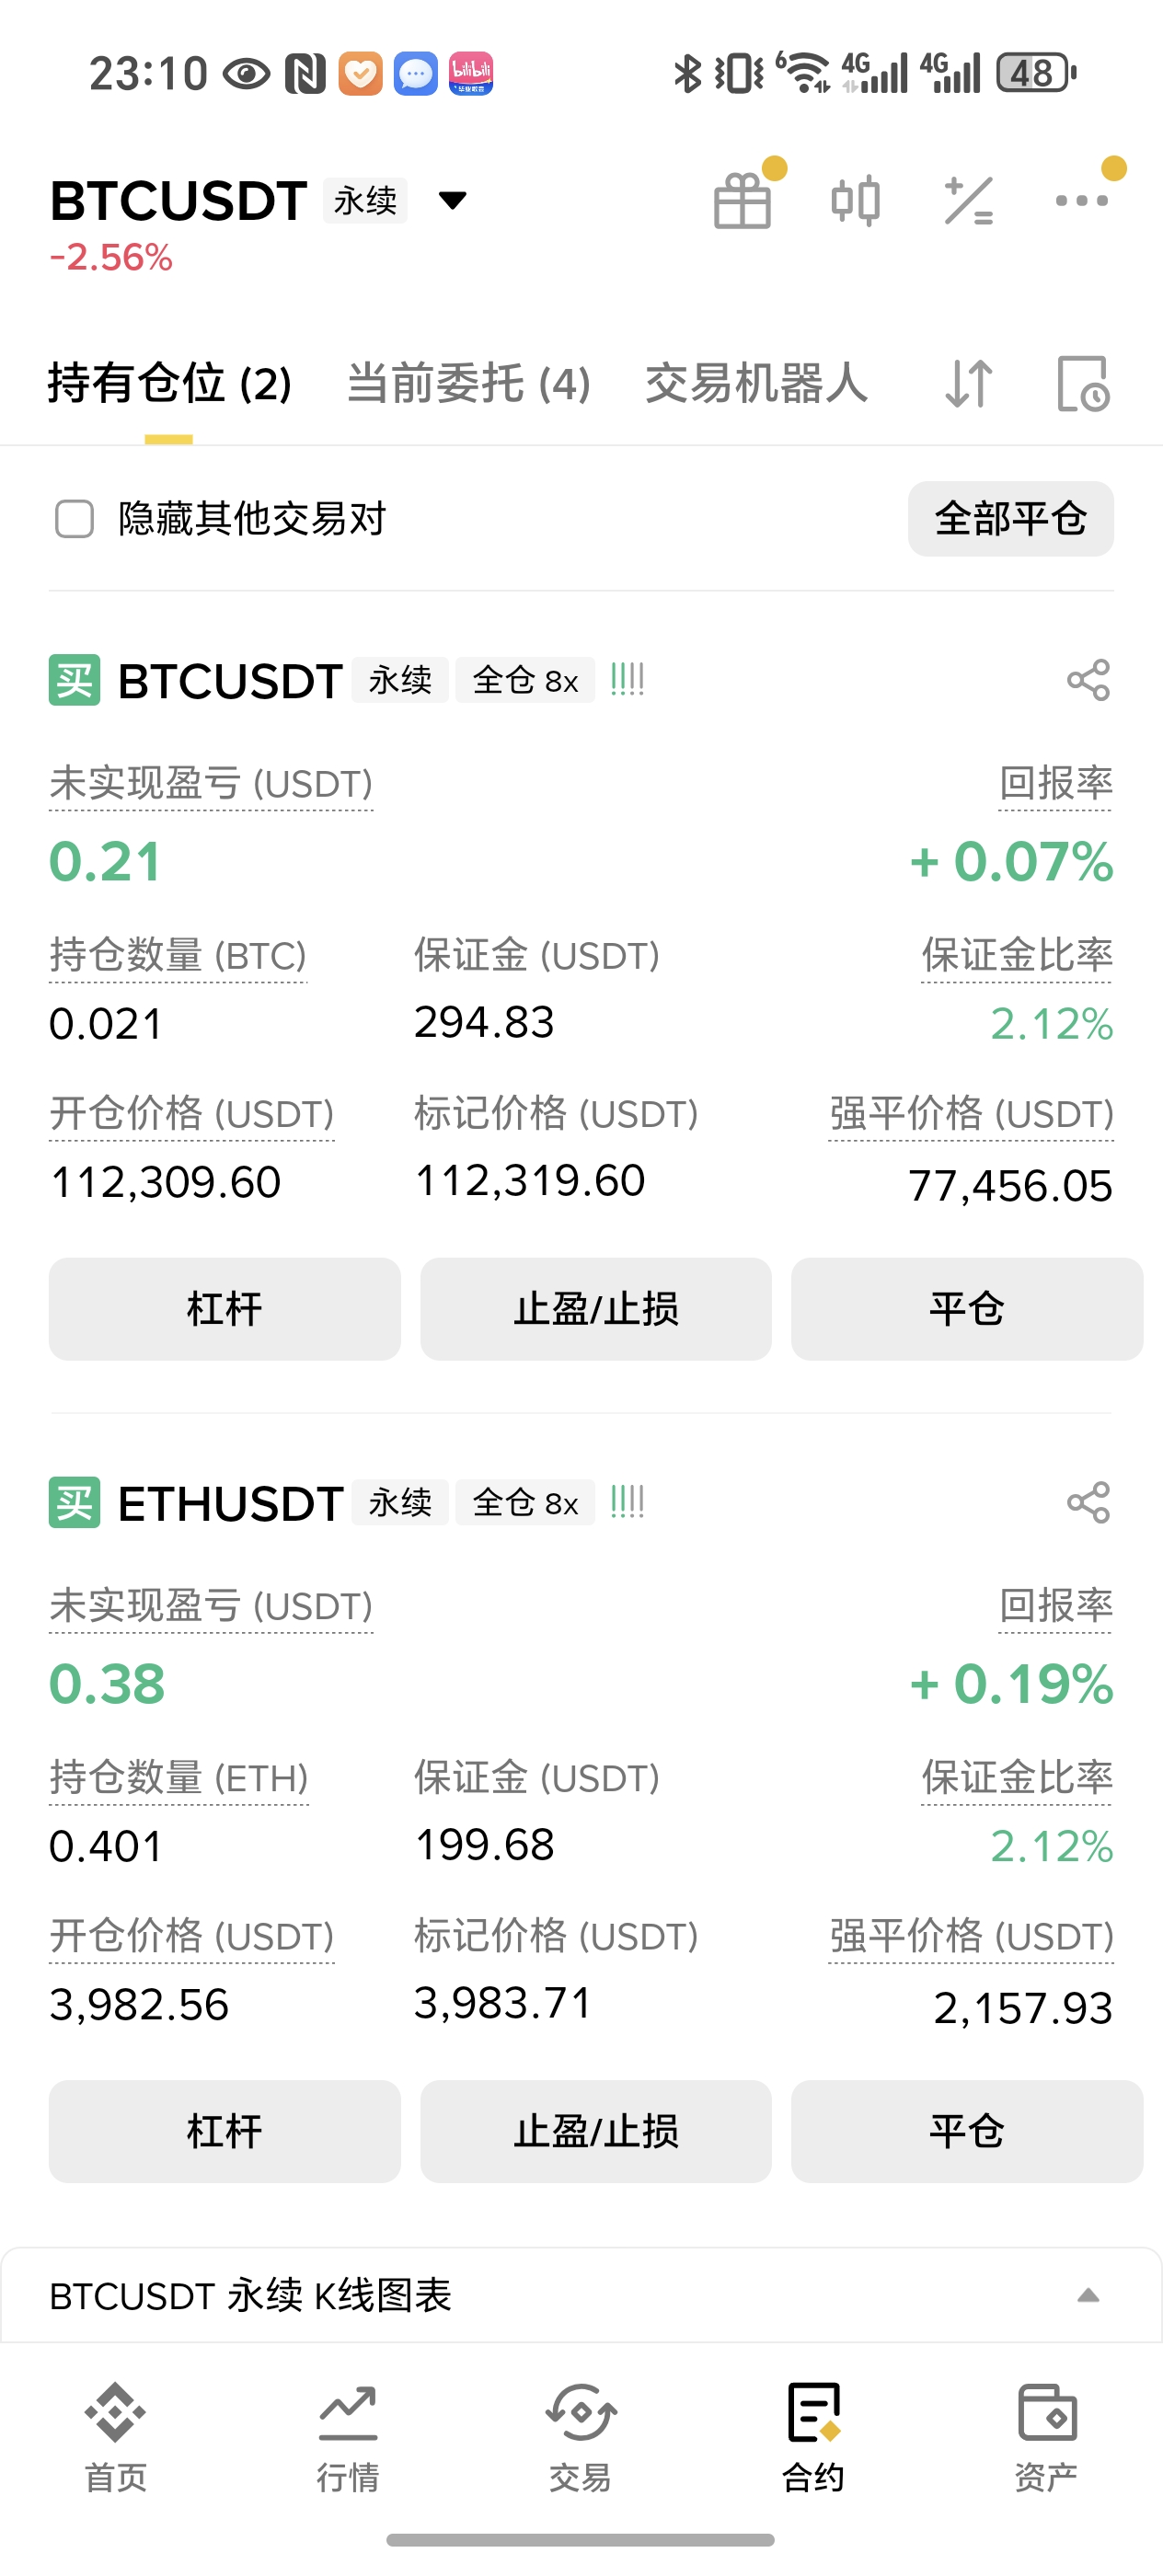 23:10
6 4G 4G 48
bilibili
BTCUSDT 永续
-2.56%
持有仓位 (2) 当前委托 (4) 交易机器人
隐藏其他交易对 全部平仓
买 BTCUSDT 永续 全仓 8x
未实现盈亏 (USDT) 回报率
0.21 + 0.07%
持仓数量 (BTC) 保证金 (USDT) 保证金比率
0.021 294.83 2.12%
开仓价格 (USDT) 标记价格 (USDT) 强平价格 (USDT)
112,309.60 112,319.60 77,456.05
杠杆 止盈/止损 平仓
买 ETHUSDT 永续 全仓 8x
未实现盈亏 (USDT) 回报率
0.38 + 0.19%
持仓数量 (ETH) 保证金 (USDT) 保证金比率
0.401 199.68 2.12%
开仓价格 (USDT) 标记价格 (USDT) 强平价格 (USDT)
3,982.56 3,983.71 2,157.93
杠杆 止盈/止损 平仓
BTCUSDT 永续 K线图表
首页 行情 交易 合约 资产